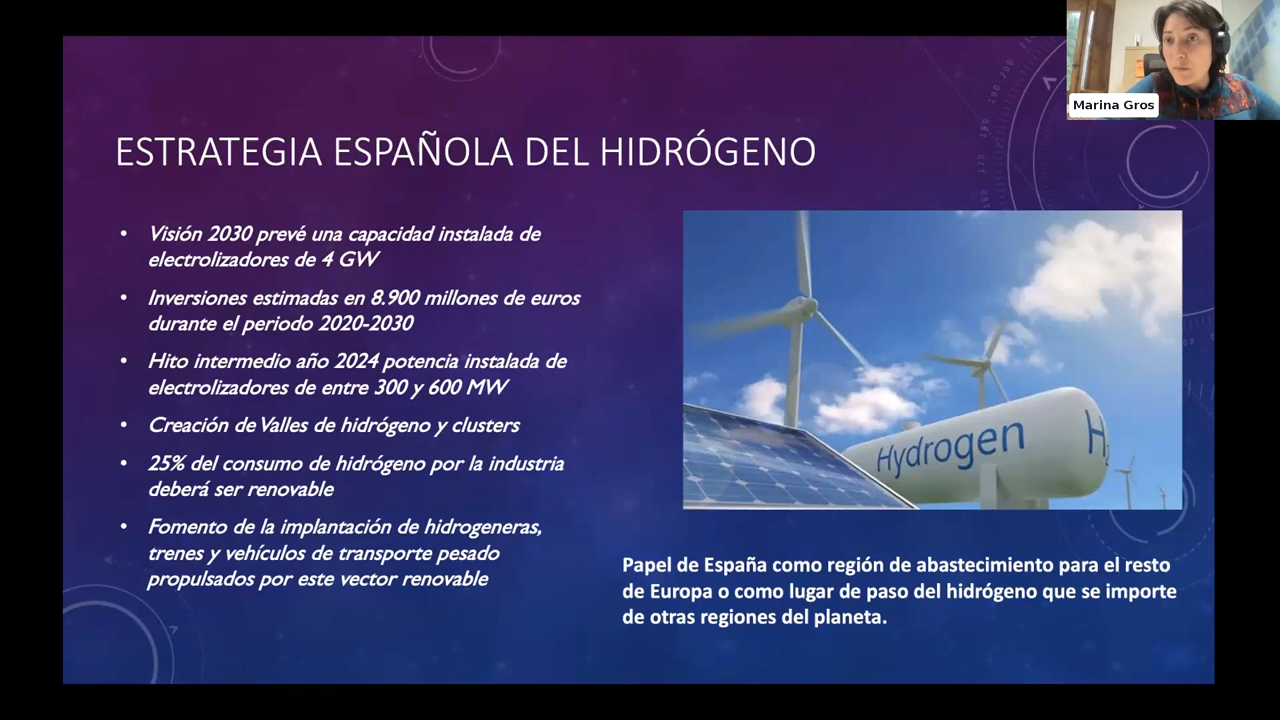 Marina Gros
ESTRATEGIA ESPAÑOLA DEL HIDRÓGENO
• Visión 2030 prevé una capacidad instalada de
electrolizadores de 4 GW
• Inversiones estimadas en 8.900 millones de euros
durante el periodo 2020-2030
• Hito intermedio año 2024 potencia instalada de
electrolizadores de entre 300 y 600 MW
• Creación de Valles de hidrógeno y clusters
• 25% del consumo de hidrógeno por la industria
deberá ser renovable
• Fomento de la implantación de hidrogeneras,
trenes y vehículos de transporte pesado
propulsados por este vector renovable
Hydrogen H₂
Papel de España como región de abastecimiento para el resto
de Europa o como lugar de paso del hidrógeno que se importe
de otras regiones del planeta.